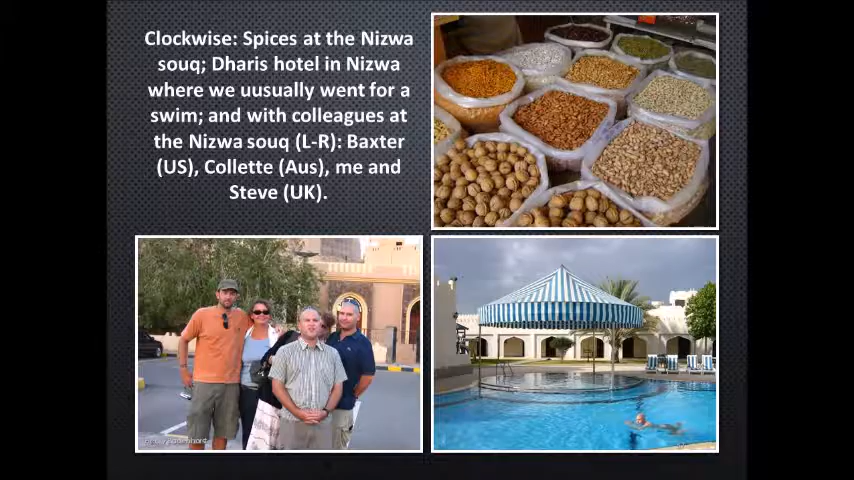 Clockwise: Spices at the Nizwa
souq; Dharis hotel in Nizwa
where we uusually went for a
swim; and with colleagues at
the Nizwa souq (L-R): Baxter
(US), Collette (Aus), me and
Steve (UK).